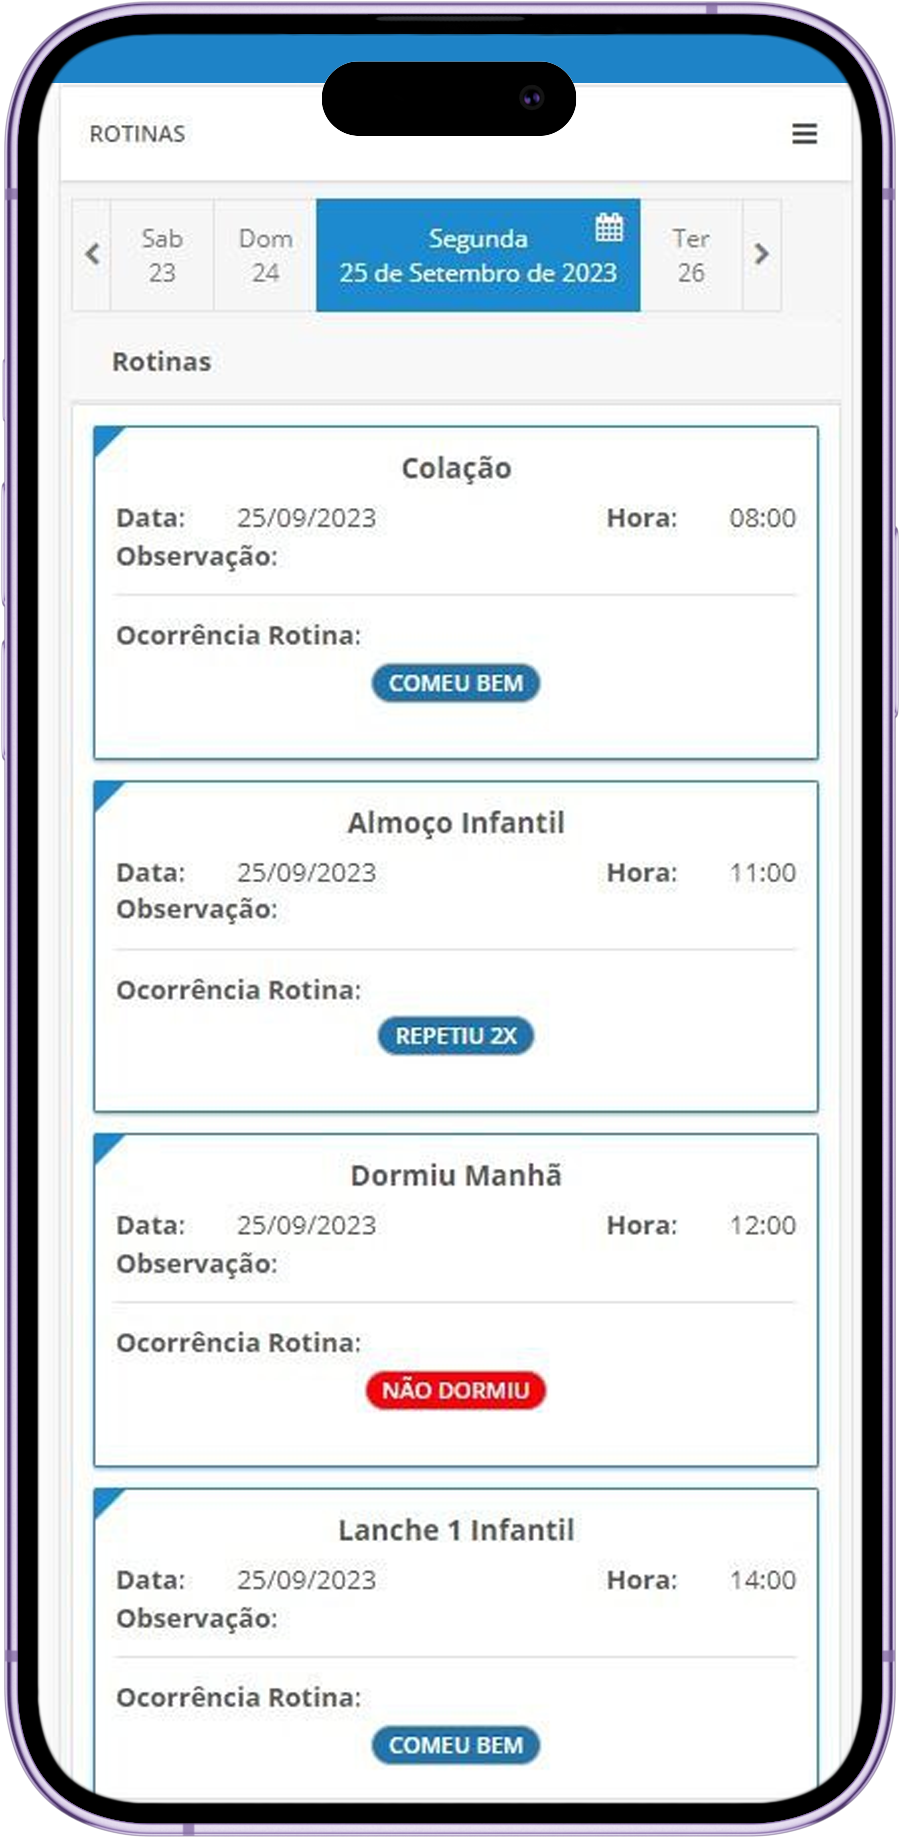 ROTINAS
Sab
23
Dom
24
Segunda
25 de Setembro de 2023
Ter
26
Rotinas
Colação
Data: 25/09/2023 Hora: 08:00
Observação:
Ocorrência Rotina:
COMEU BEM
Almoço Infantil
Data: 25/09/2023 Hora: 11:00
Observação:
Ocorrência Rotina:
REPETIU 2X
Dormiu Manhã
Data: 25/09/2023 Hora: 12:00
Observação:
Ocorrência Rotina:
NÃO DORMIU
Lanche 1 Infantil
Data: 25/09/2023 Hora: 14:00
Observação:
Ocorrência Rotina:
COMEU BEM